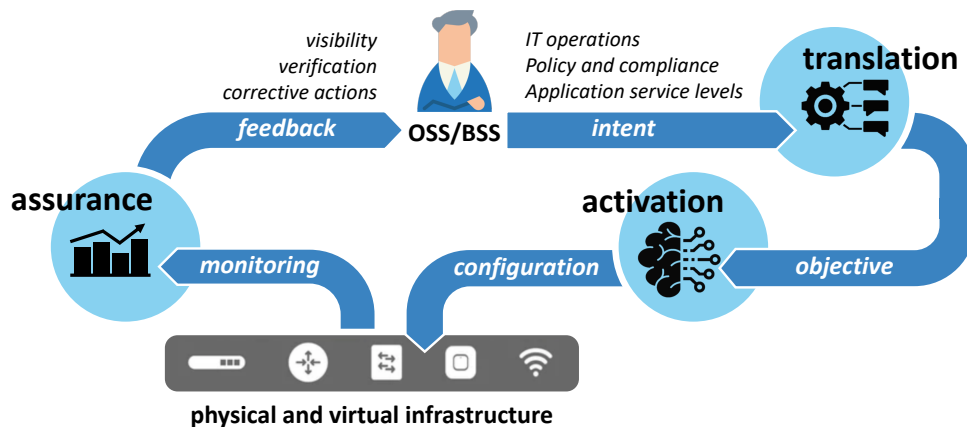 visibility
verification
corrective actions
IT operations
Policy and compliance
Application service levels
translation
feedback
OSS/BSS
intent
assurance
activation
monitoring
configuration
objective
physical and virtual infrastructure